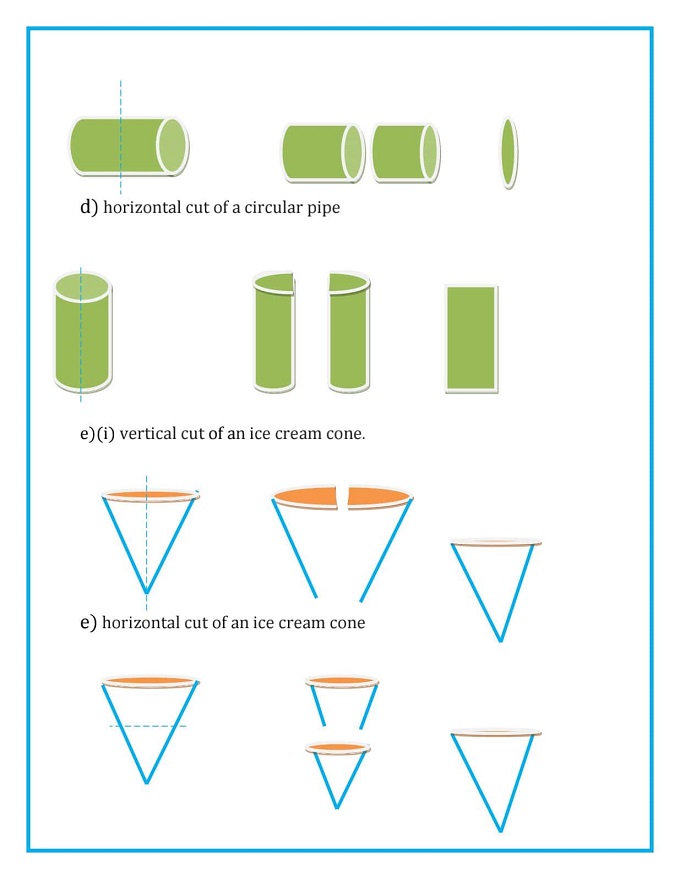 d) horizontal cut of a circular pipe
e)(i) vertical cut of an ice cream cone.
e) horizontal cut of an ice cream cone